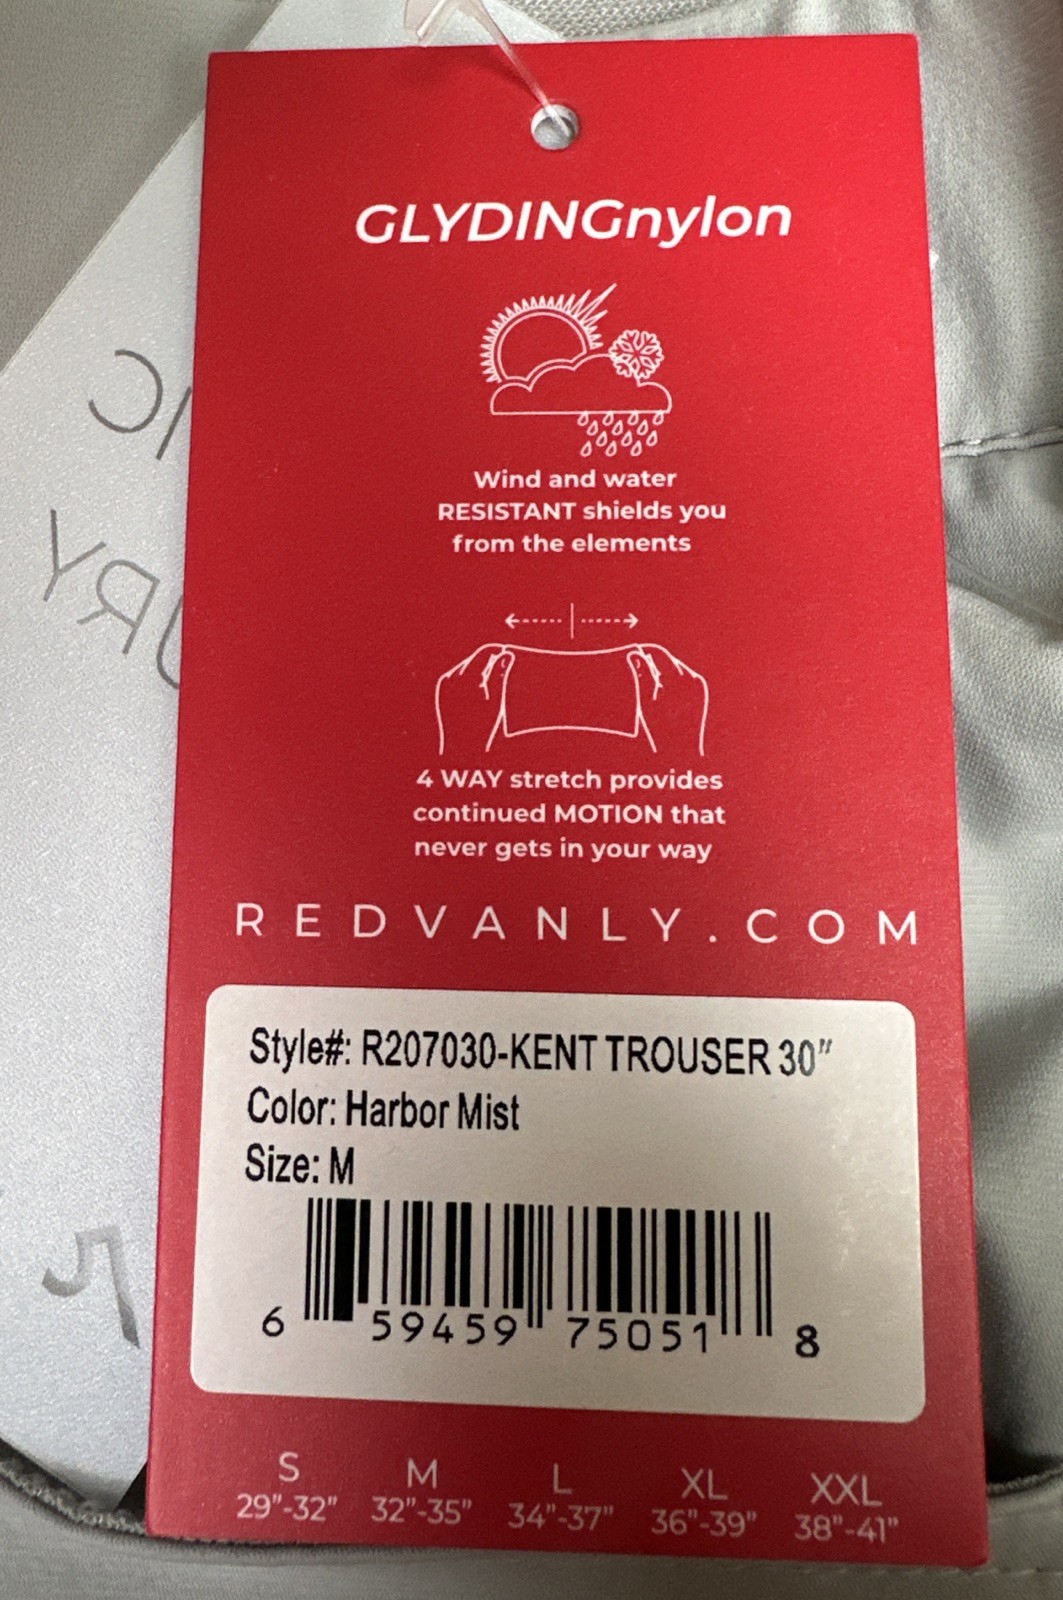 GLYDINGnylon
Wind and water
RESISTANT shields you
from the elements
4 WAY stretch provides
continued MOTION that
never gets in your way
REDVANLY.COM
Style#: R207030-KENT TROUSER 30"
Color: Harbor Mist
Size: M
6 59459 75051 8
S M L XL XXL
29"-32" 32"-35" 34"-37" 36"-39" 38"-41"